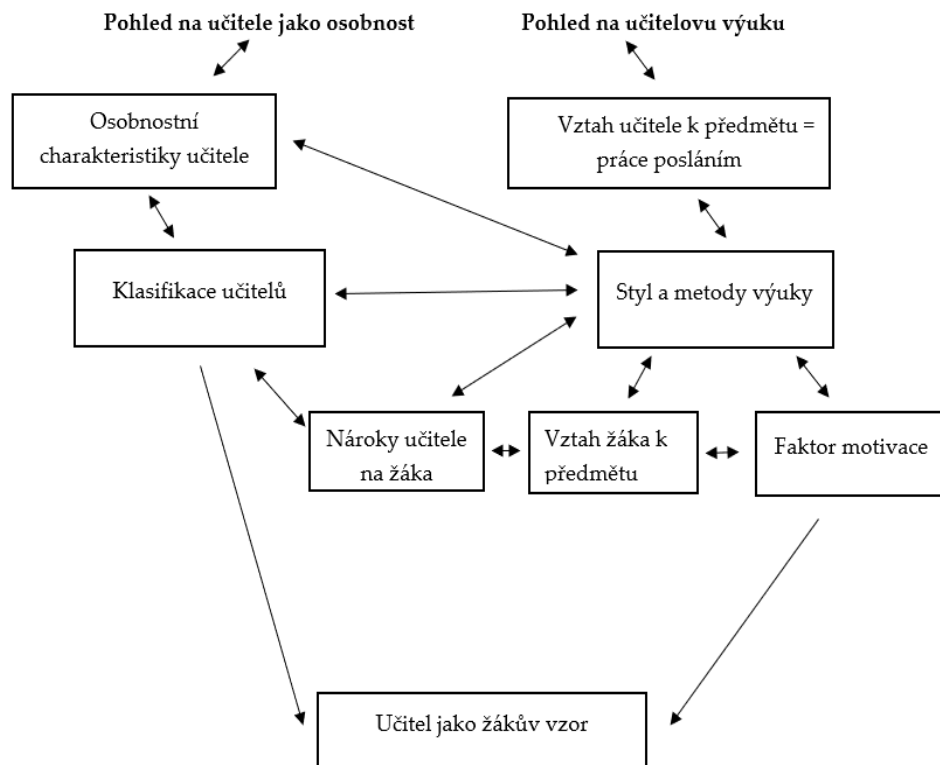 Pohled na učitele jako osobnost
Pohled na učitelovu výuku
Osobnostní
charakteristiky učitele
Vztah učitele k předmětu =
práce posláním
Klasifikace učitelů
Styl a metody výuky
Nároky učitele
na žáka
Vztah žáka k
předmětu
Faktor motivace
Učitel jako žákův vzor